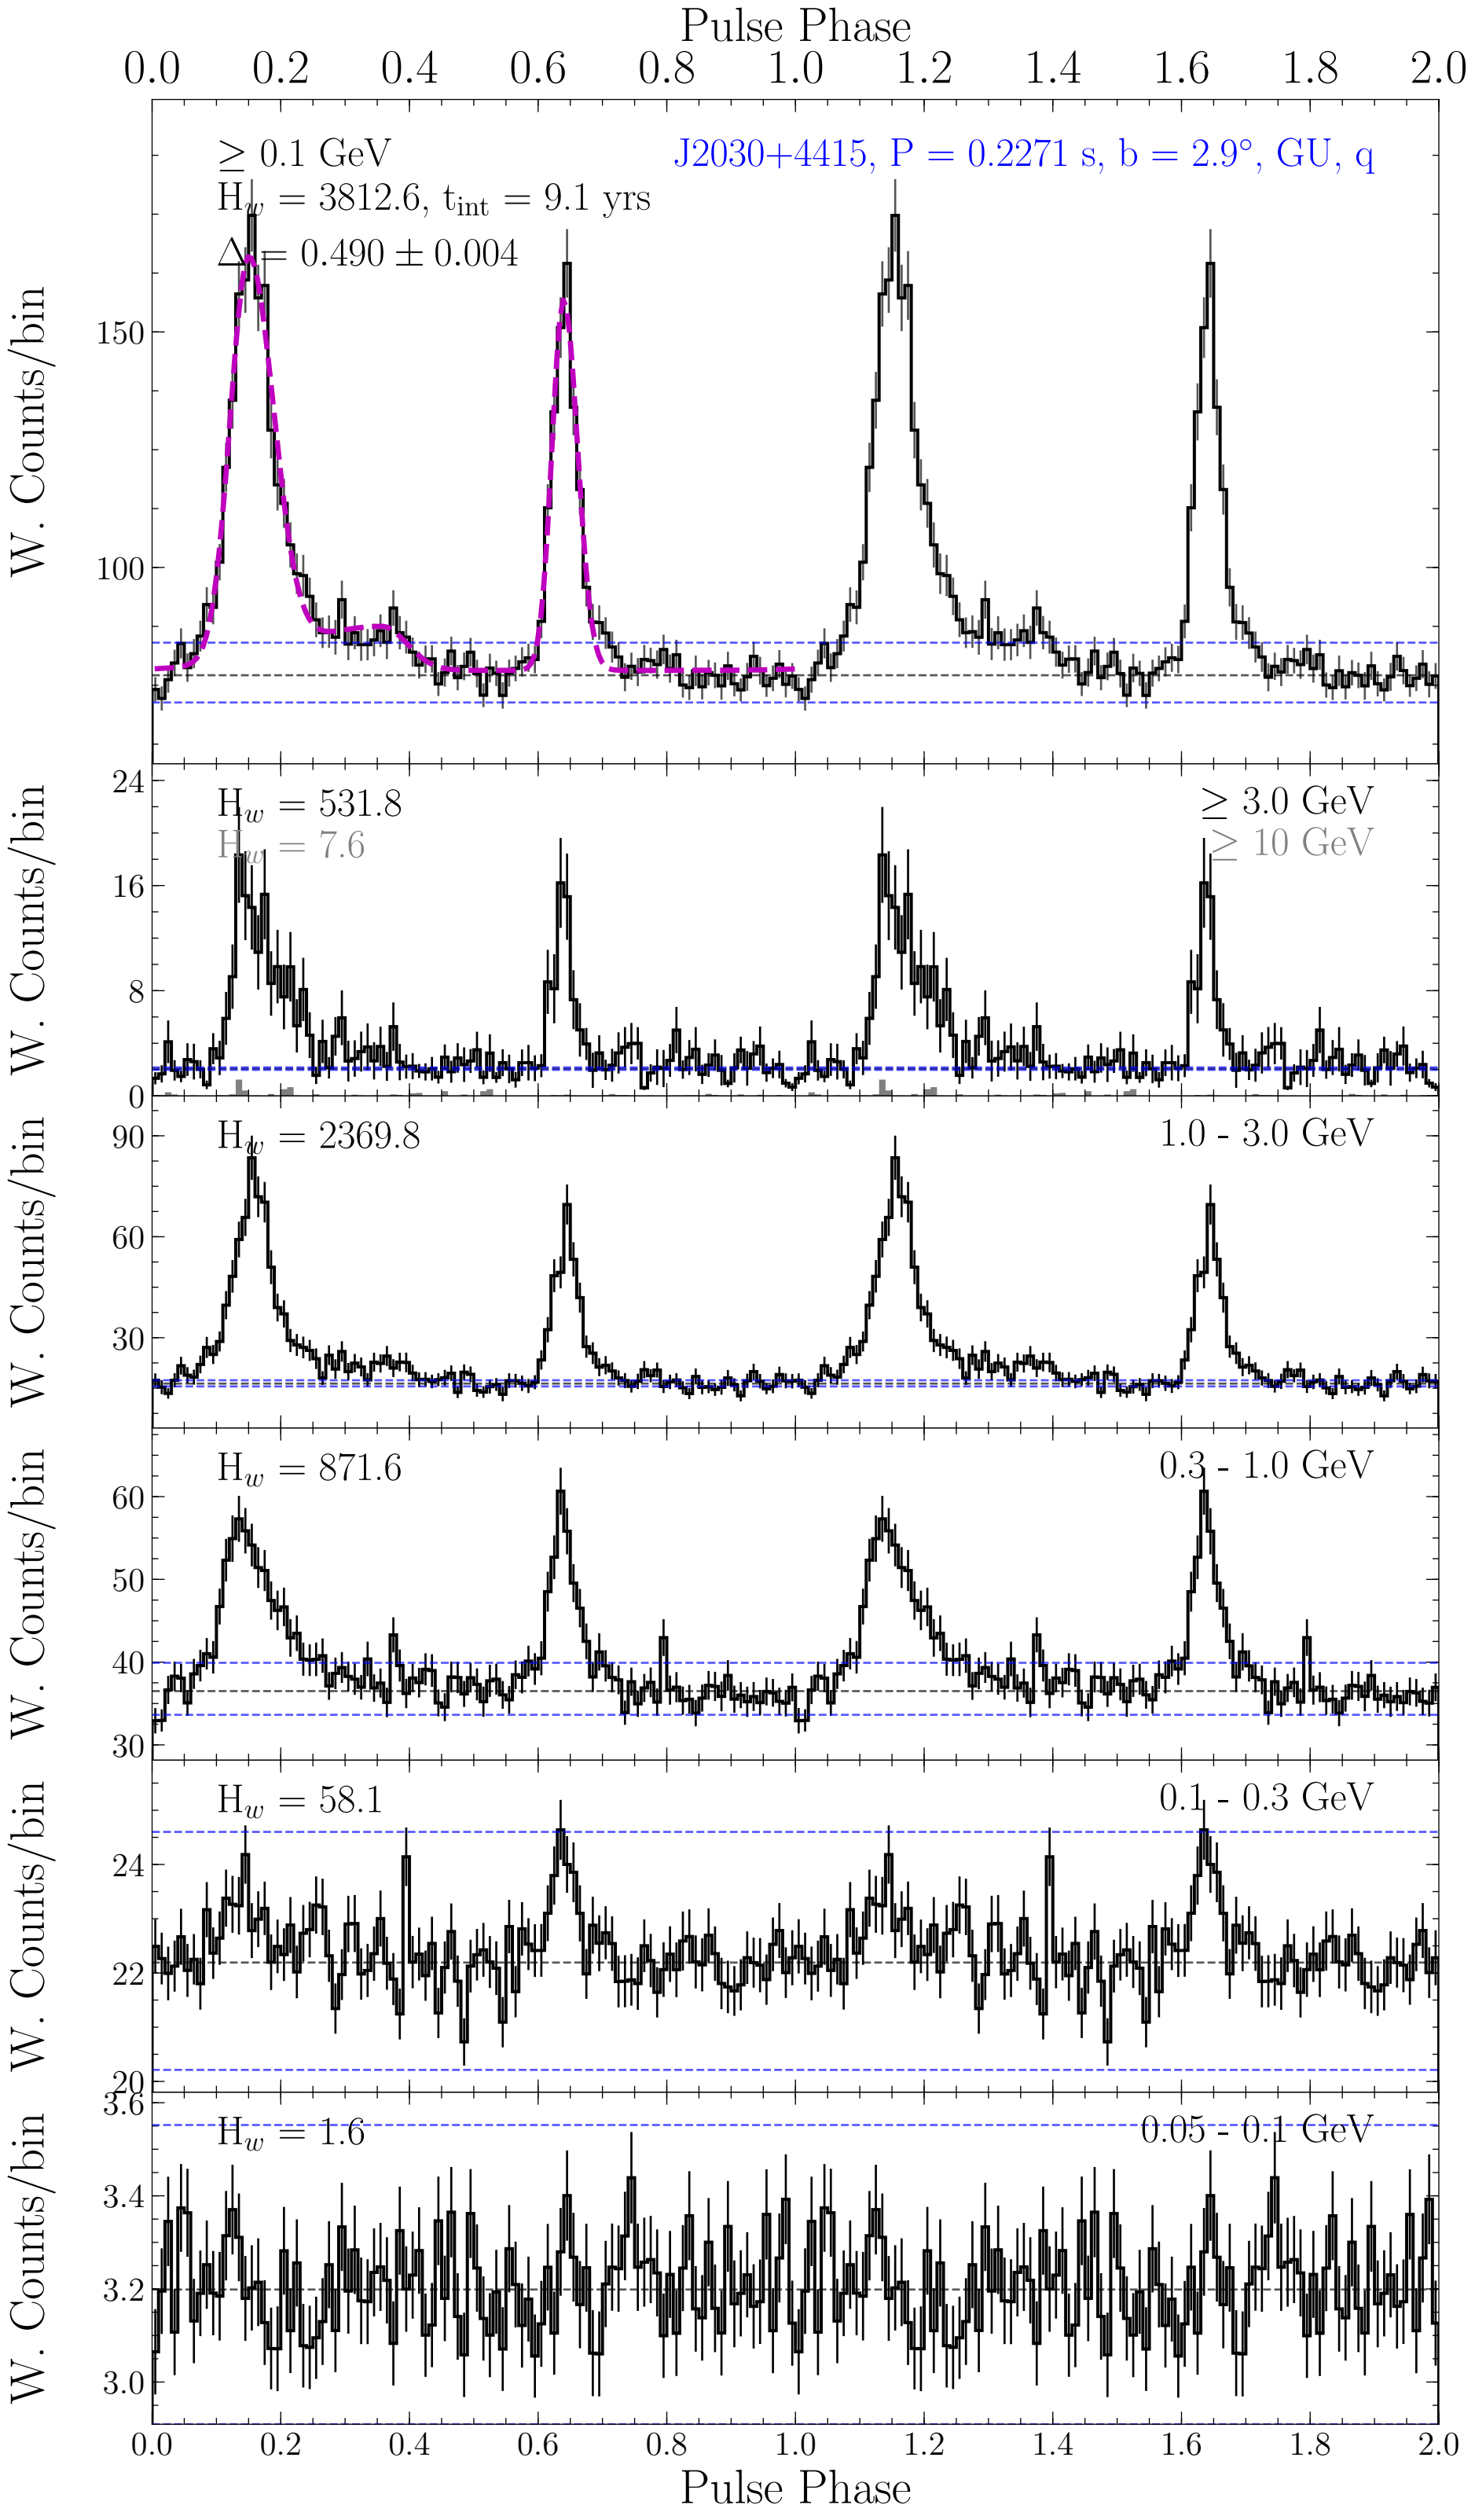 Pulse Phase
0.0 0.2 0.4 0.6 0.8 1.0 1.2 1.4 1.6 1.8 2.0
≥ 0.1 GeV
J2030+4415, P = 0.2271 s, b = 2.9°, GU, q
H_w = 3812.6, t_int = 9.1 yrs
Δ = 0.490 ± 0.004
W. Counts/bin
150
100
H_w = 531.8
≥ 3.0 GeV
H_w = 7.6
≥ 10 GeV
W. Counts/bin
24
16
8
0
H_w = 2369.8
1.0 - 3.0 GeV
W. Counts/bin
90
60
30
H_w = 871.6
0.3 - 1.0 GeV
W. Counts/bin
60
50
40
30
H_w = 58.1
0.1 - 0.3 GeV
W. Counts/bin
24
22
20
H_w = 1.6
0.05 - 0.1 GeV
W. Counts/bin
3.6
3.4
3.2
3.0
0.0 0.2 0.4 0.6 0.8 1.0 1.2 1.4 1.6 1.8 2.0
Pulse Phase